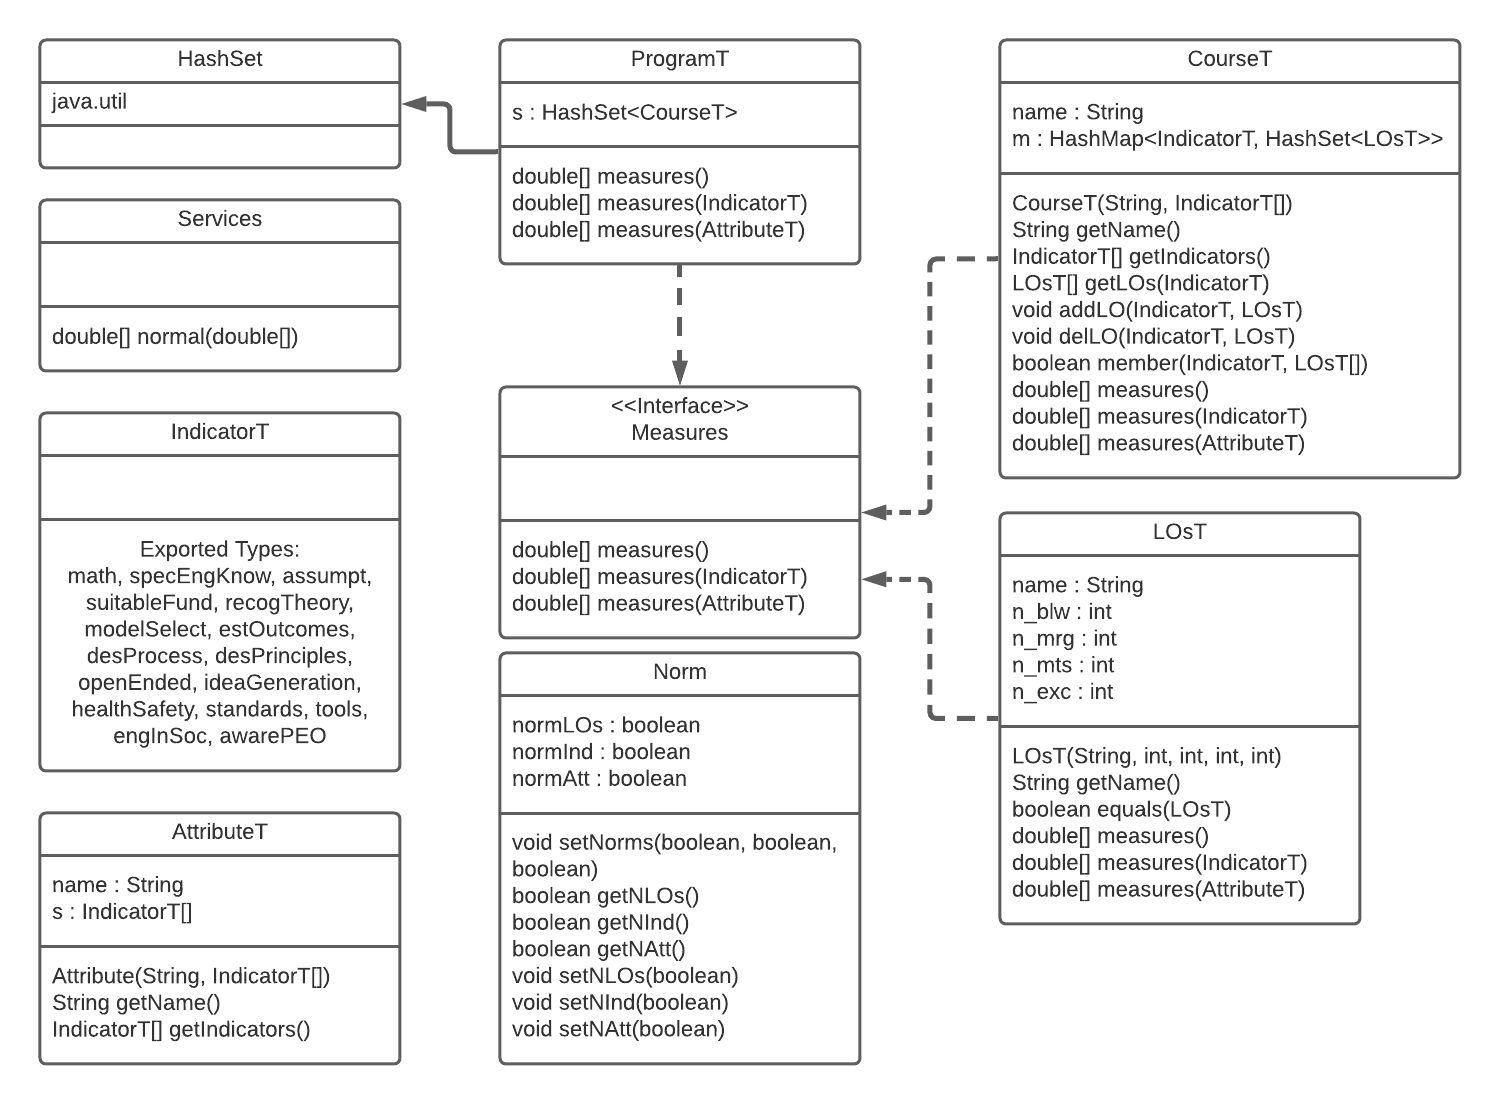 HashSet
java.util
Services
double[] normal(double[])
IndicatorT
Exported Types:
math, specEngKnow, assumpt,
suitableFund, recogTheory,
modelSelect, estOutcomes,
desProcess, desPrinciples,
openEnded, ideaGeneration,
healthSafety, standards, tools,
engInSoc, awarePEO
AttributeT
name : String
s : IndicatorT[]
Attribute(String, IndicatorT[])
String getName()
IndicatorT[] getIndicators()
ProgramT
s : HashSet<CourseT>
double[] measures()
double[] measures(IndicatorT)
double[] measures(AttributeT)
<<Interface>>
Measures
double[] measures()
double[] measures(IndicatorT)
double[] measures(AttributeT)
Norm
normLOs : boolean
normInd : boolean
normAtt : boolean
void setNorms(boolean, boolean,
boolean)
boolean getNLOs()
boolean getNInd()
boolean getNAtt()
void setNLOs(boolean)
void setNInd(boolean)
void setNAtt(boolean)
CourseT
name : String
m : HashMap<IndicatorT, HashSet<LOsT>>
CourseT(String, IndicatorT[])
String getName()
IndicatorT[] getIndicators()
LOsT[] getLOs(IndicatorT)
void addLO(IndicatorT, LOsT)
void delLO(IndicatorT, LOsT)
boolean member(IndicatorT, LOsT[])
double[] measures()
double[] measures(IndicatorT)
double[] measures(AttributeT)
LOsT
name : String
n_blw : int
n_mrg : int
n_mts : int
n_exc : int
LOsT(String, int, int, int, int)
String getName()
boolean equals(LOsT)
double[] measures()
double[] measures(IndicatorT)
double[] measures(AttributeT)